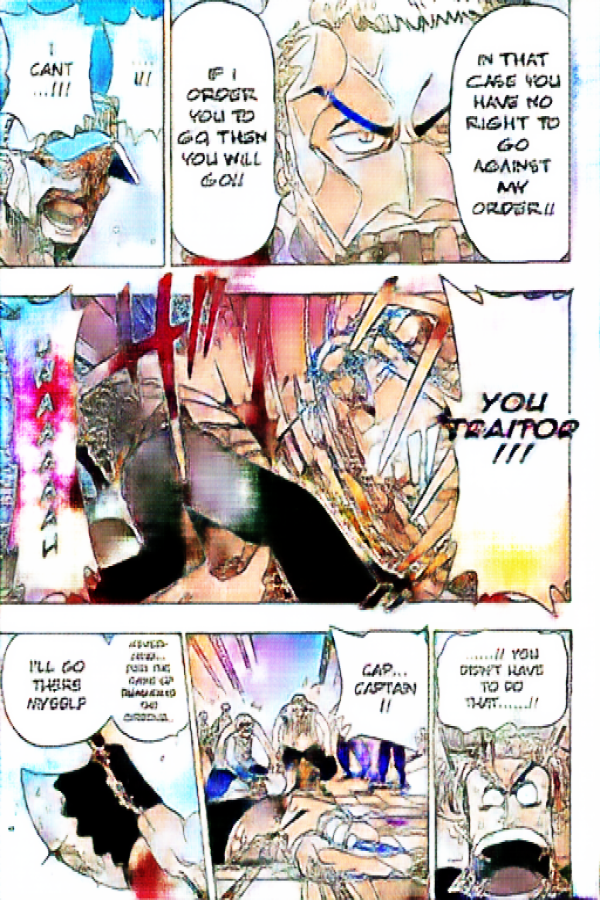 IN THAT
CASE YOU
HAVE NO
RIGHT TO
GO
AGAINST
MY
ORDER!!
IF I
ORDER
YOU TO
GO, THEN
YOU WILL
GO!!
I
CANT
...!!!
YOU
TRAITOR
!!!
.......!! YOU
DIDN'T HAVE
TO DO
THAT......!!
CAP...
CAPTAIN
!!
I'LL GO
THERE
MYSELF